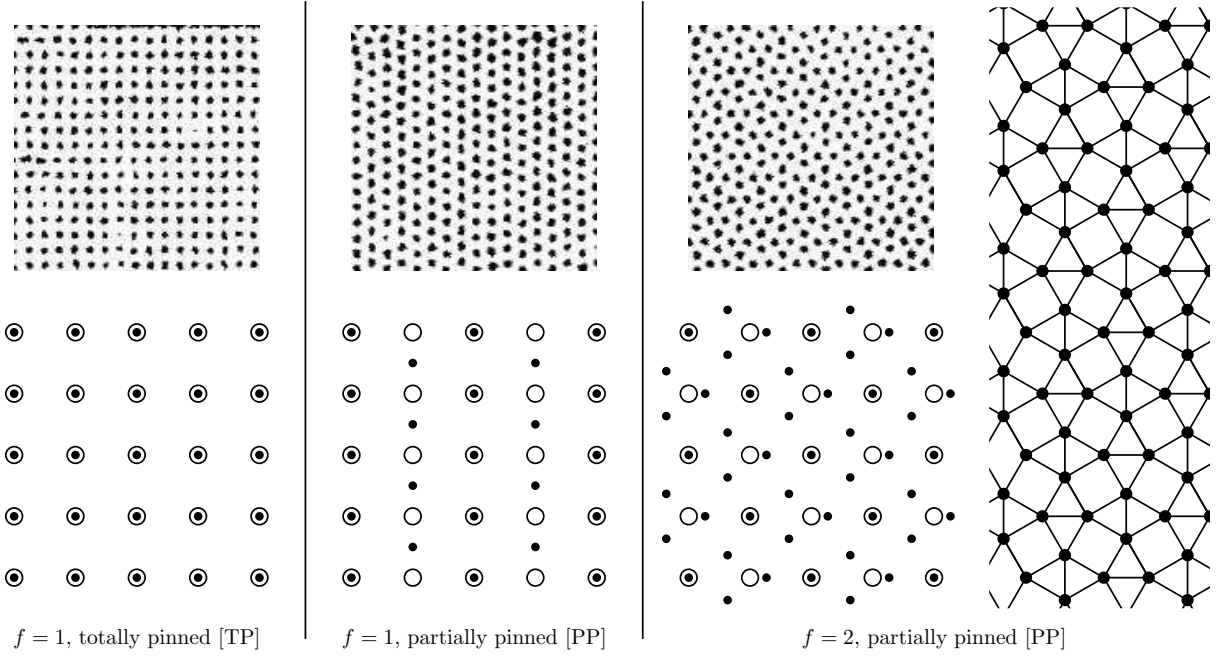 f = 1, totally pinned [TP]
f = 1, partially pinned [PP]
f = 2, partially pinned [PP]